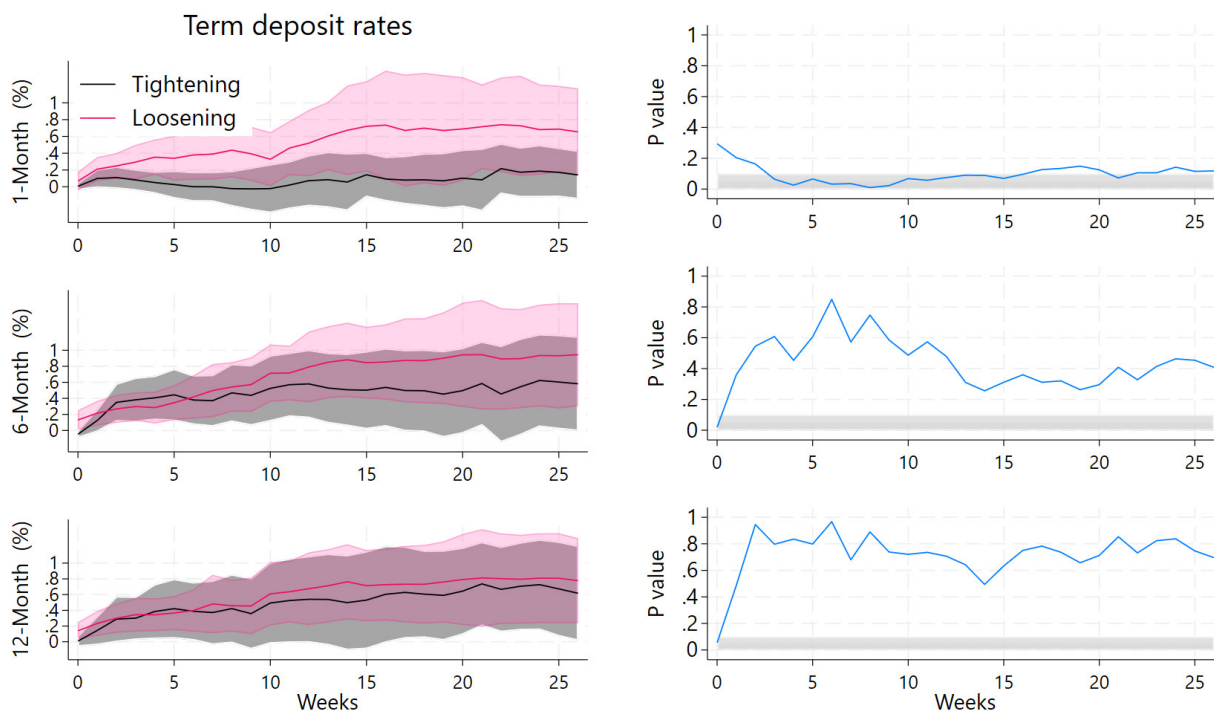 Term deposit rates
1-Month (%)
Tightening
Loosening
1
.8
.6
.4
.2
0
0 5 10 15 20 25
P value
1
.8
.6
.4
.2
0
0 5 10 15 20 25
6-Month (%)
1
.8
.6
.4
.2
0
0 5 10 15 20 25
P value
1
.8
.6
.4
.2
0
0 5 10 15 20 25
12-Month (%)
1
.8
.6
.4
.2
0
0 5 10 15 20 25
Weeks
P value
1
.8
.6
.4
.2
0
0 5 10 15 20 25
Weeks